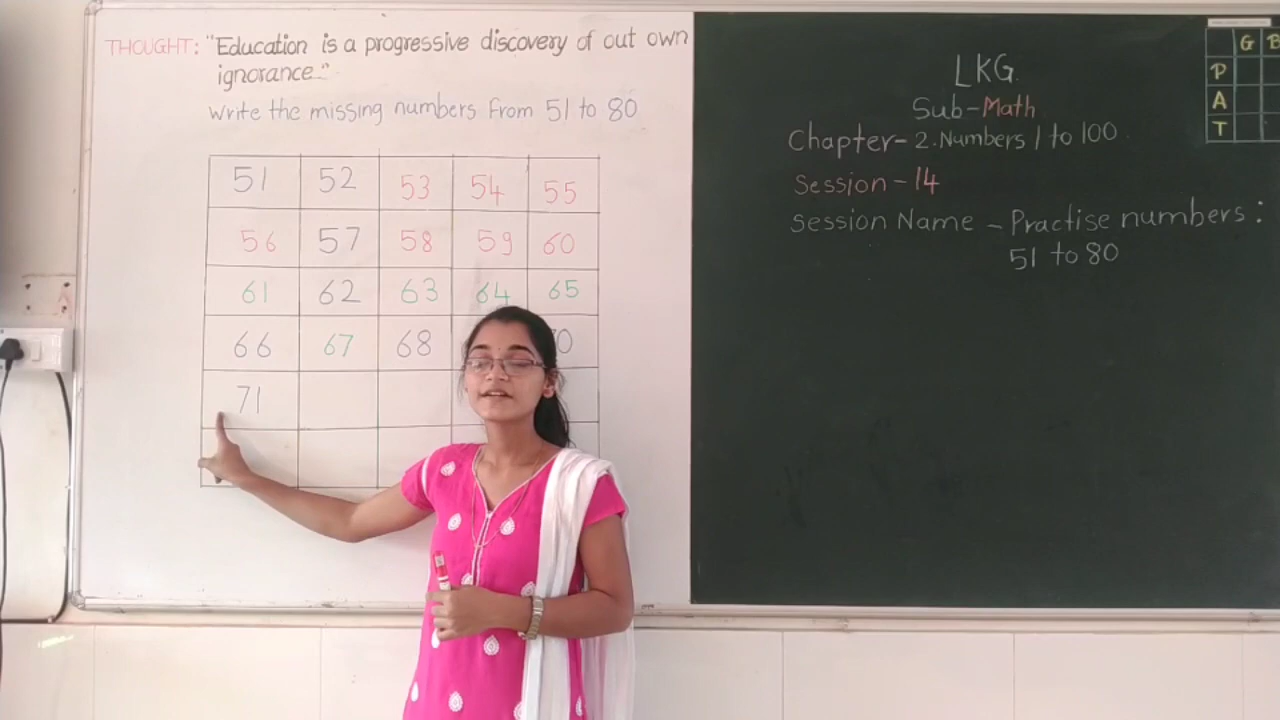 THOUGHT: "Education is a progressive discovery of out own
ignorance."
Write the missing numbers from 51 to 80
51 52 53 54 55
56 57 58 59 60
61 62 63 64 65
66 67 68
71
LKG
Sub-Math
Chapter- 2. Numbers 1 to 100
Session - 14
Session Name - Practise numbers:
51 to 80
G B
P
A
T